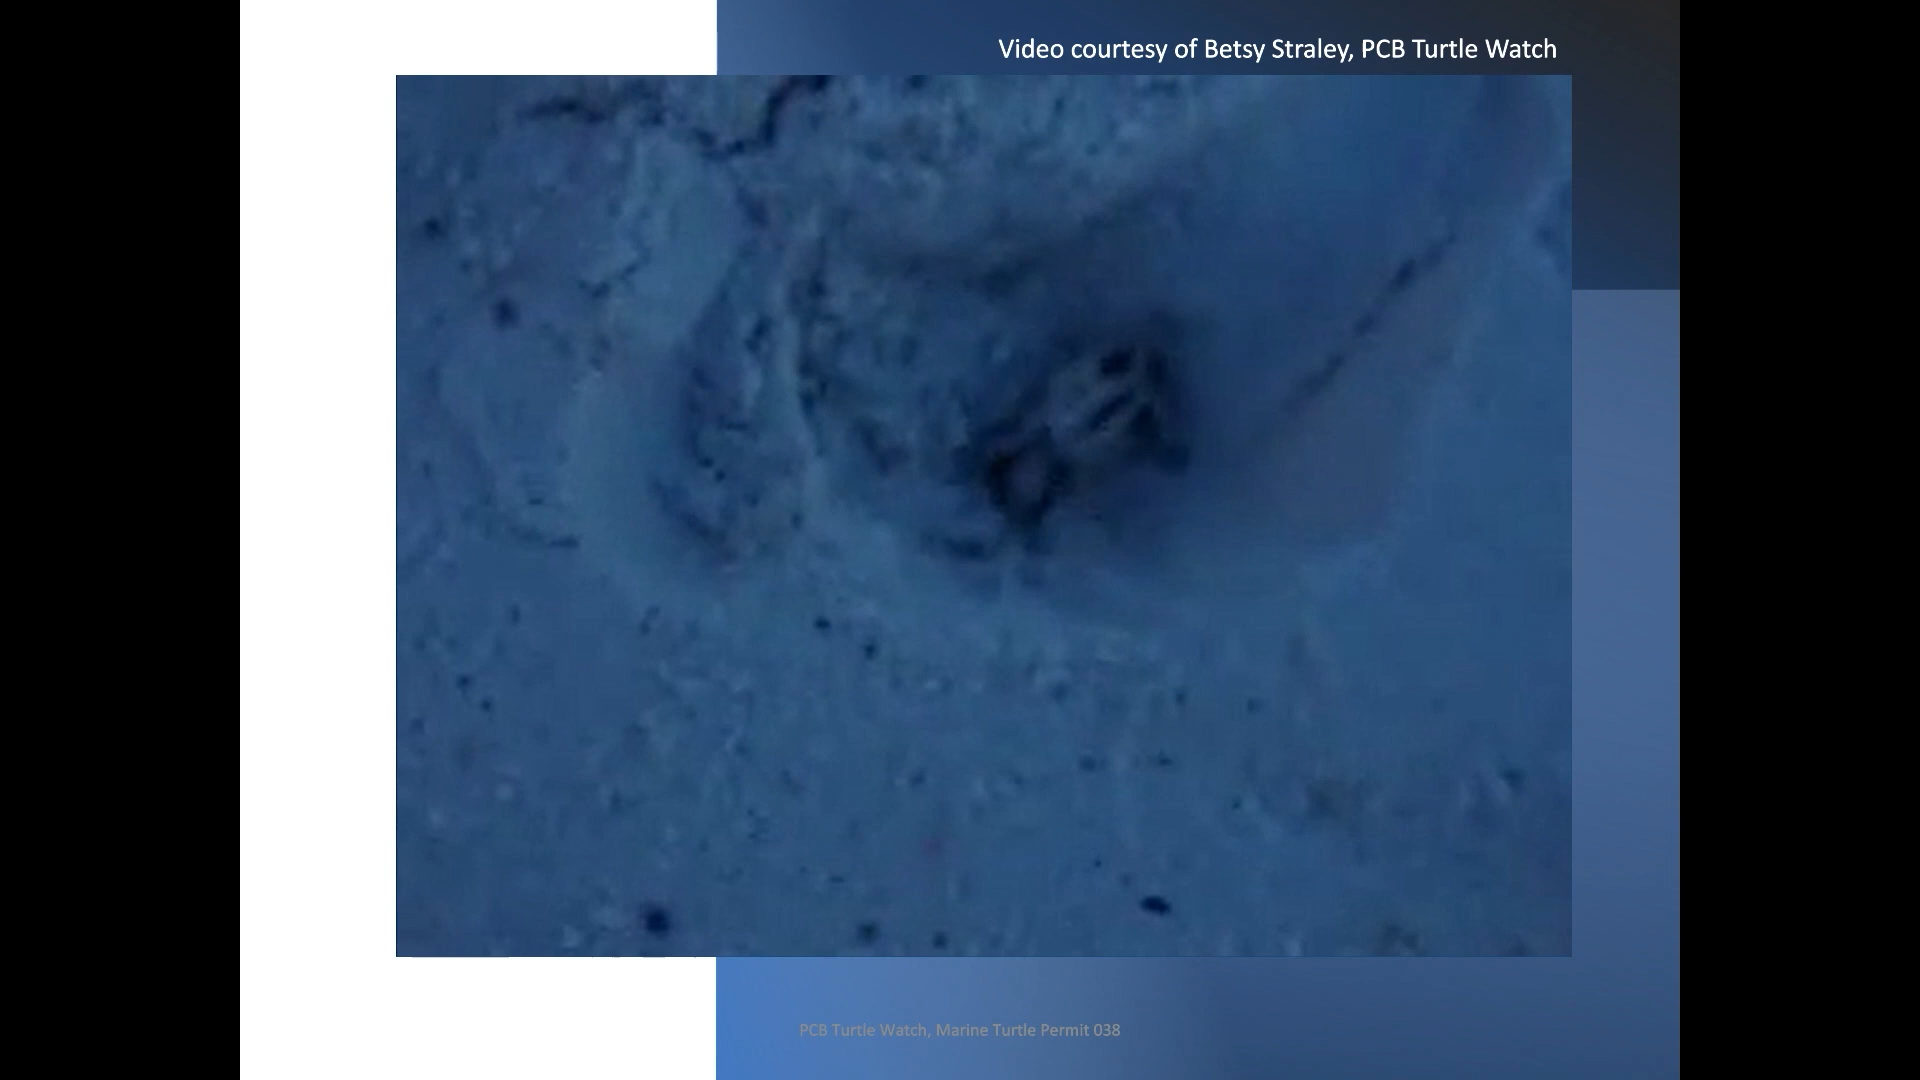 Video courtesy of Betsy Straley, PCB Turtle Watch
PCB Turtle Watch, Marine Turtle Permit 038